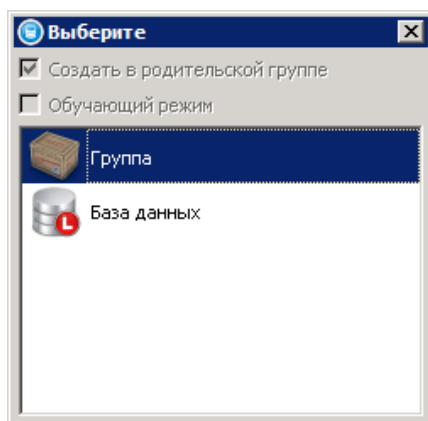 Выберите
Создать в родительской группе
Обучающий режим
Группа
База данных
L